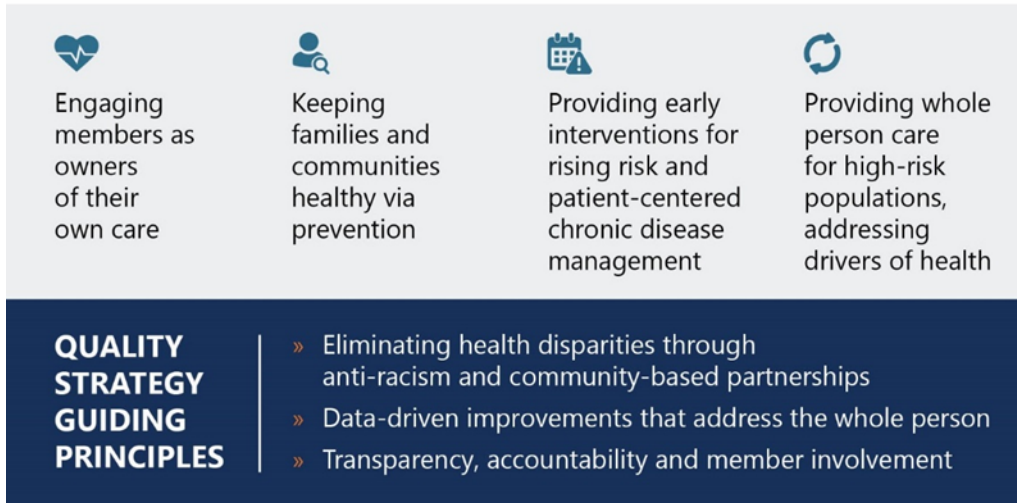 Engaging
members as
owners
of their
own care
Keeping
families and
communities
healthy via
prevention
Providing early
interventions for
rising risk and
patient-centered
chronic disease
management
Providing whole
person care
for high-risk
populations,
addressing
drivers of health
QUALITY
STRATEGY
GUIDING
PRINCIPLES
» Eliminating health disparities through
anti-racism and community-based partnerships
» Data-driven improvements that address the whole person
» Transparency, accountability and member involvement